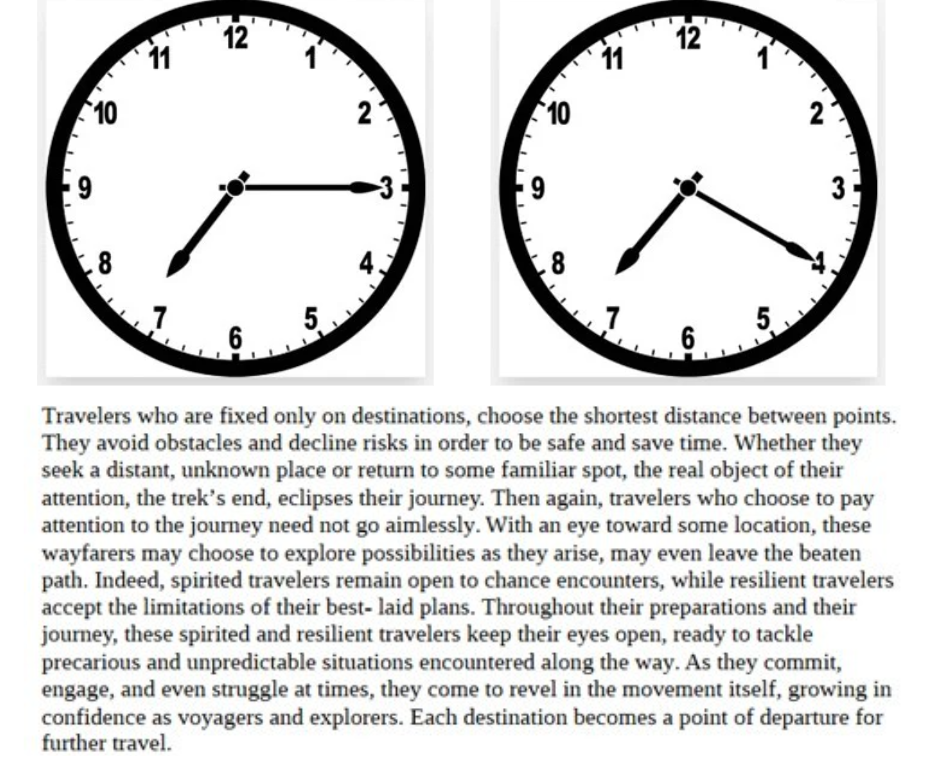 12
11
1
10
2
9
3
8
4
7
5
6
12
11
1
10
2
9
3
8
4
7
5
6
Travelers who are fixed only on destinations, choose the shortest distance between points.
They avoid obstacles and decline risks in order to be safe and save time. Whether they
seek a distant, unknown place or return to some familiar spot, the real object of their
attention, the trek’s end, eclipses their journey. Then again, travelers who choose to pay
attention to the journey need not go aimlessly. With an eye toward some location, these
wayfarers may choose to explore possibilities as they arise, may even leave the beaten
path. Indeed, spirited travelers remain open to chance encounters, while resilient travelers
accept the limitations of their best- laid plans. Throughout their preparations and their
journey, these spirited and resilient travelers keep their eyes open, ready to tackle
precarious and unpredictable situations encountered along the way. As they commit,
engage, and even struggle at times, they come to revel in the movement itself, growing in
confidence as voyagers and explorers. Each destination becomes a point of departure for
further travel.